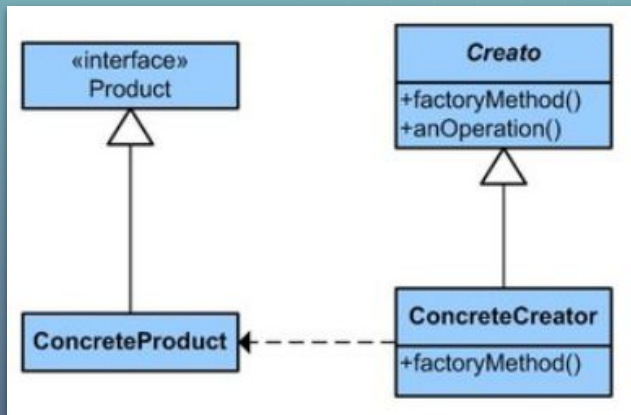 «interface»
Product
Creato
+factoryMethod()
+anOperation()
ConcreteProduct
ConcreteCreator
+factoryMethod()